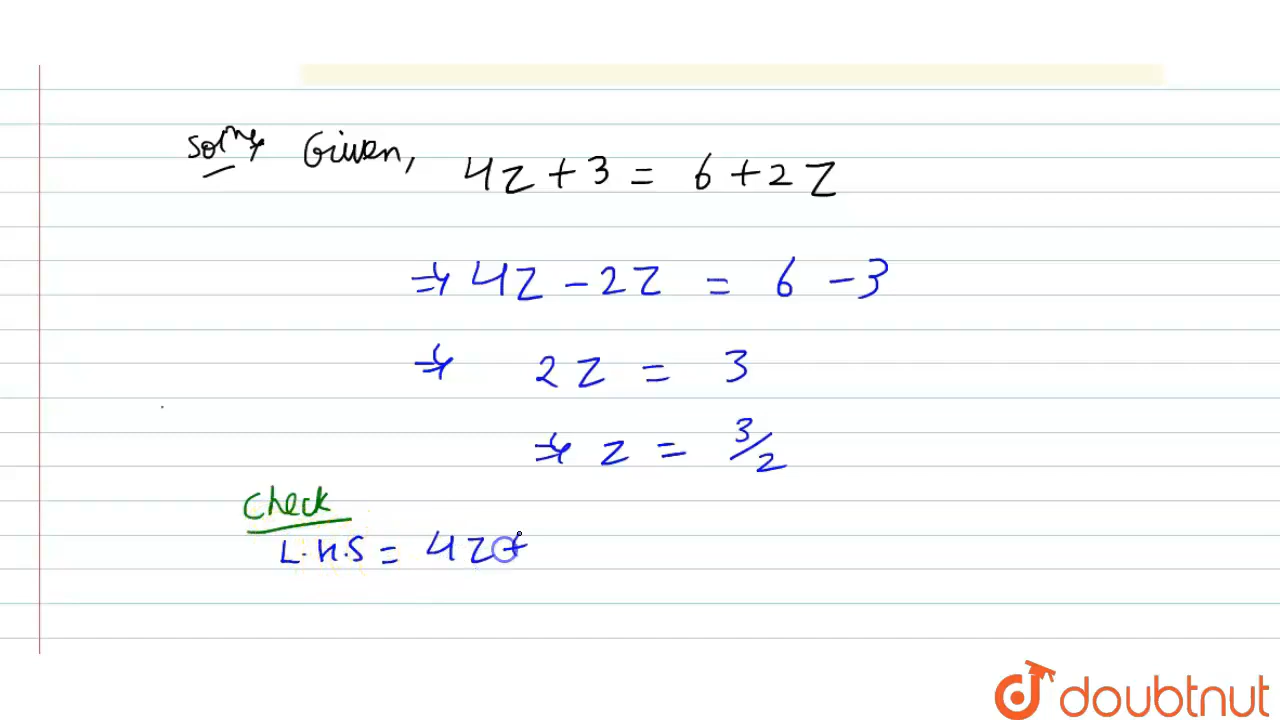 Soln, Given, 4z + 3 = 6 + 2z
⇒ 4z - 2z = 6 - 3
⇒ 2z = 3
⇒ z = 3/2
Check
L.H.S = 4z +
doubtnut